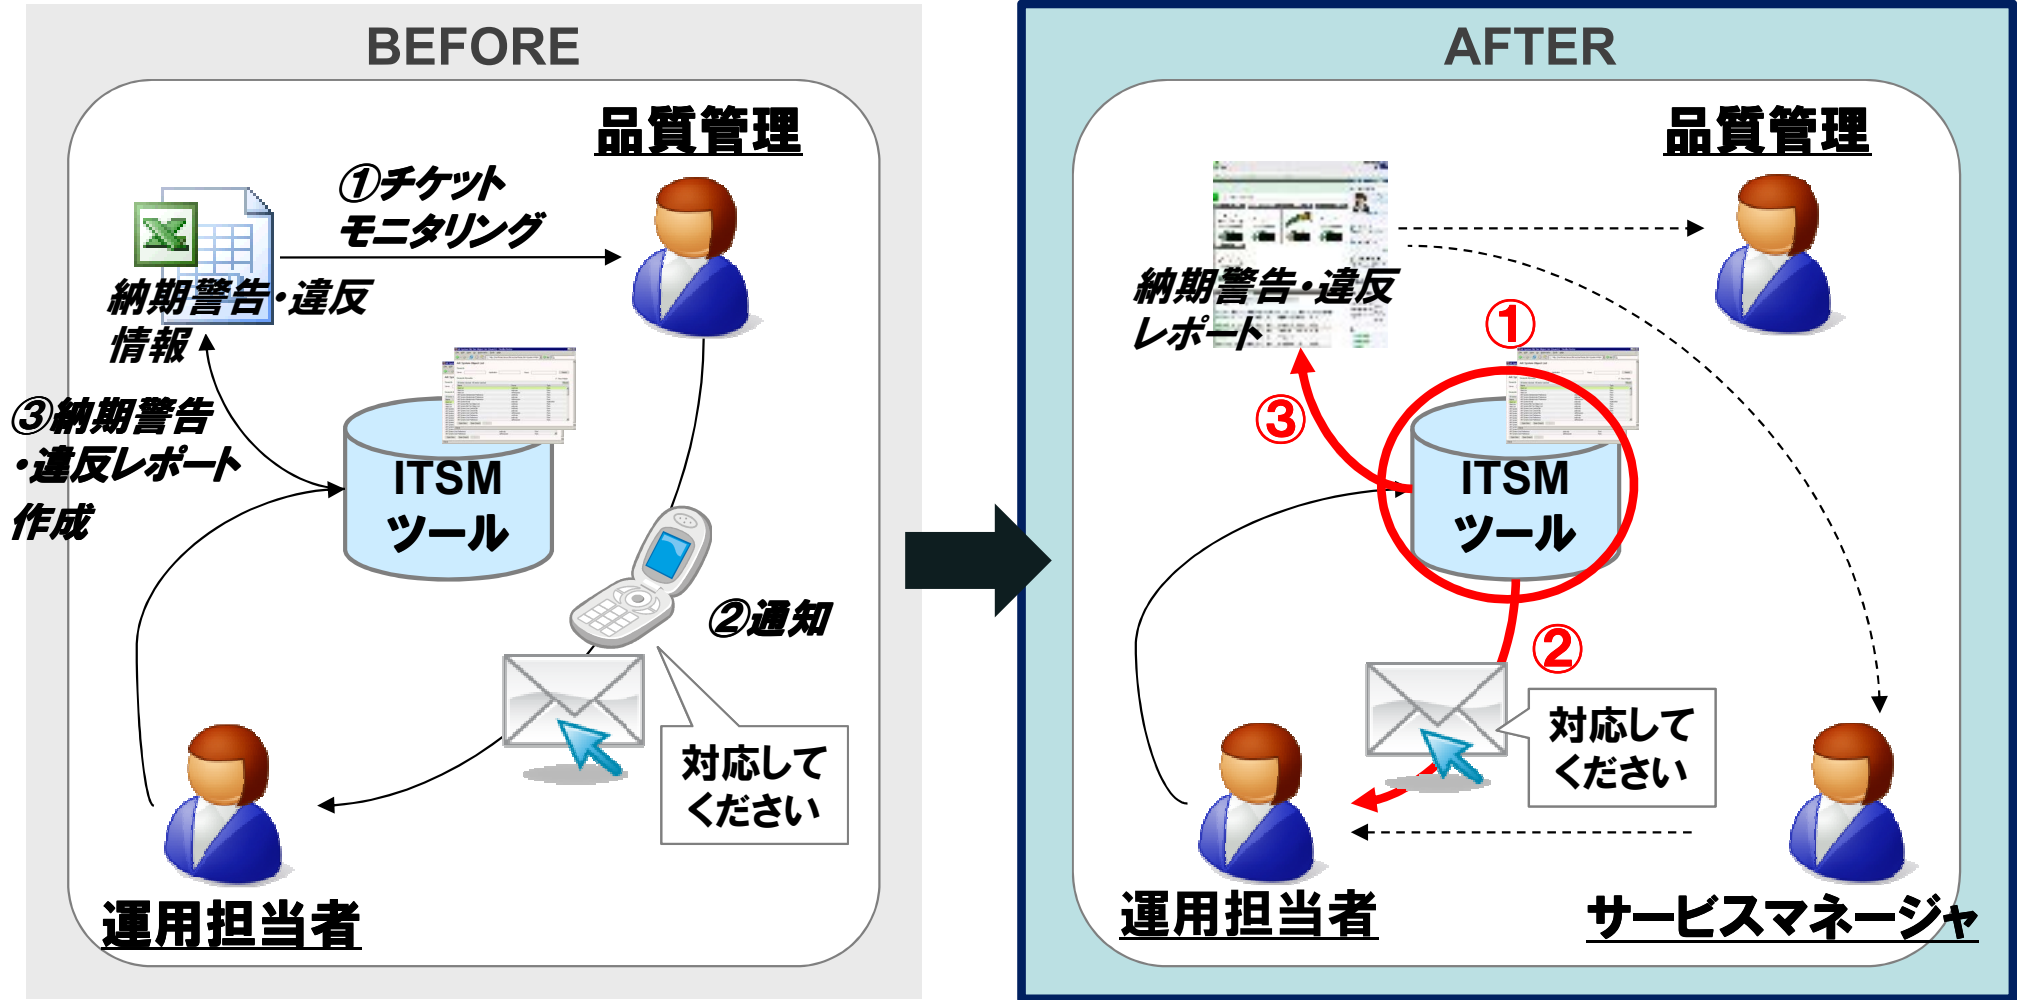 BEFORE
品質管理
①チケット
モニタリング
納期警告・違反
情報
③納期警告
・違反レポート
作成
ITSM
ツール
②通知
対応して
ください
運用担当者
AFTER
品質管理
納期警告・違反
レポート
①
③
ITSM
ツール
②
対応して
ください
運用担当者
サービスマネージャ